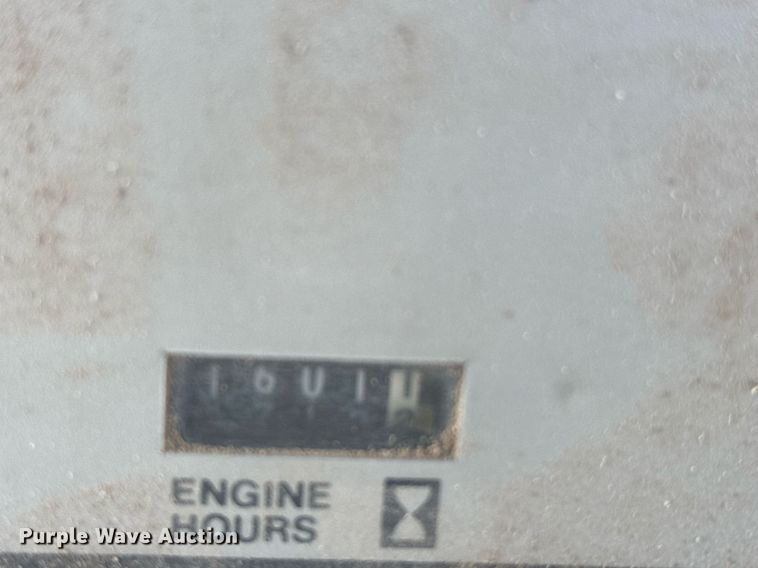 1601
ENGINE
HOURS
Purple Wave Auction